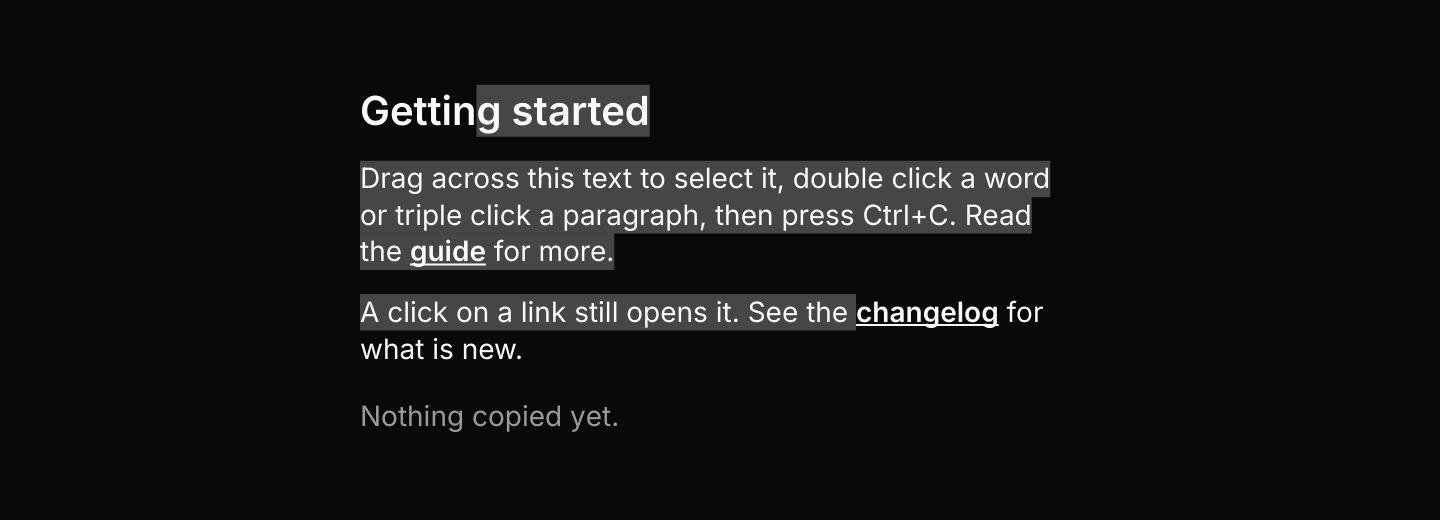 Getting started
Drag across this text to select it, double click a word
or triple click a paragraph, then press Ctrl+C. Read
the guide for more.
A click on a link still opens it. See the changelog for
what is new.
Nothing copied yet.